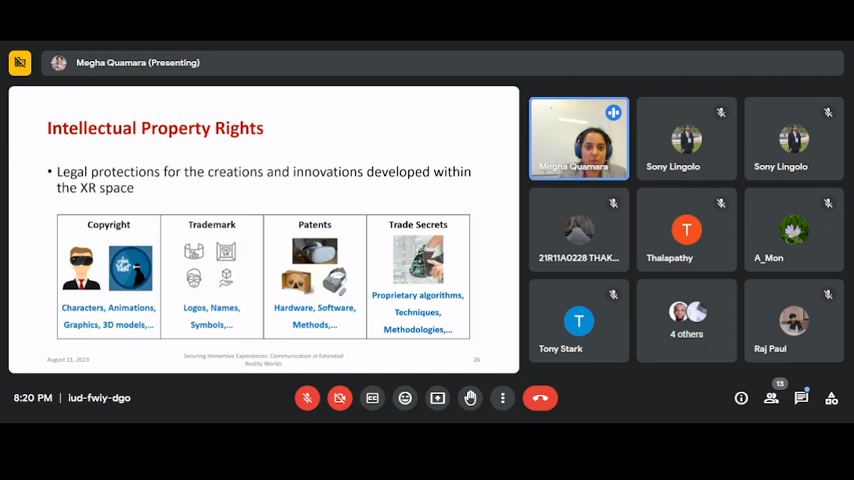 Megha Quamara (Presenting)
Intellectual Property Rights
• Legal protections for the creations and innovations developed within
the XR space
Copyright
Characters, Animations,
Graphics, 3D models,...
Trademark
Logos, Names,
Symbols,...
Patents
Hardware, Software,
Methods,...
Trade Secrets
Proprietary algorithms,
Techniques,
Methodologies,...
August 11, 2023
Securing Immersive Experiences: Communication in Extended
Reality Worlds
26
Megha Quamara
Sony Lingolo
Sony Lingolo
21R11A0228 THAK...
T
Thalapathy
A_Mon
T
Tony Stark
4 others
Raj Paul
8:20 PM | iud-fwiy-dgo
13